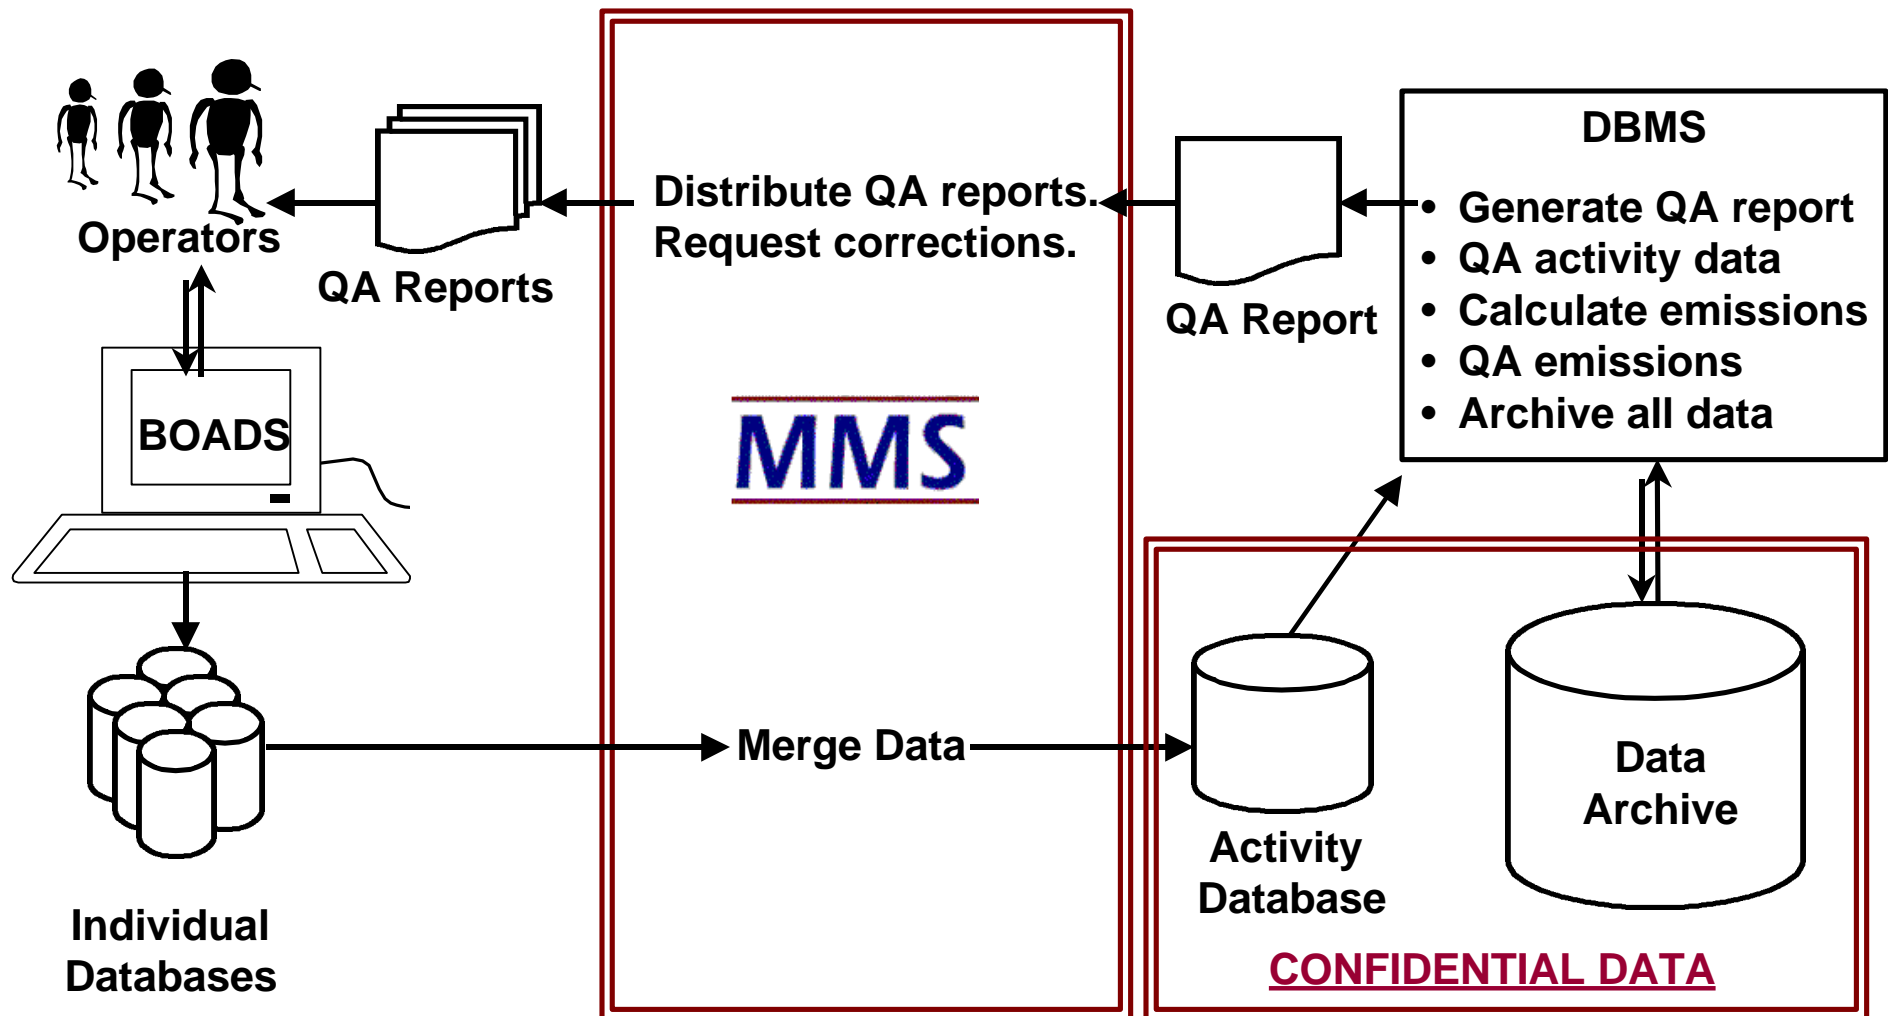 Operators
QA Reports
BOADS
Individual
Databases
Distribute QA reports.
Request corrections.
MMS
Merge Data
QA Report
DBMS
• Generate QA report
• QA activity data
• Calculate emissions
• QA emissions
• Archive all data
Activity
Database
Data
Archive
CONFIDENTIAL DATA